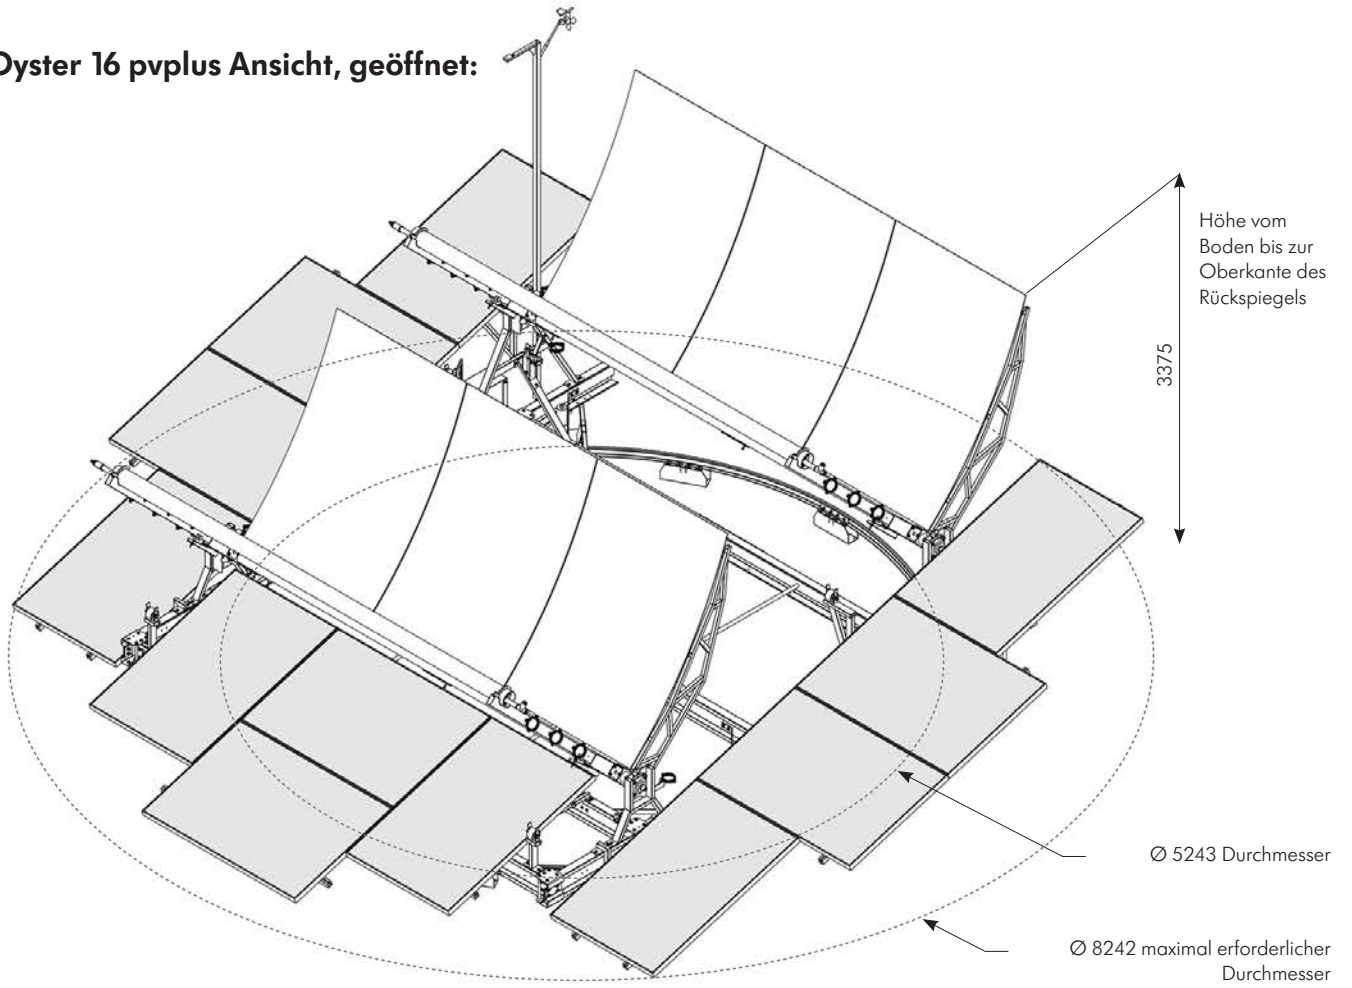 Oyster 16 pvplus Ansicht, geöffnet:
Höhe vom
Boden bis zur
Oberkante des
Rückspiegels
3375
Ø 5243 Durchmesser
Ø 8242 maximal erforderlicher
Durchmesser